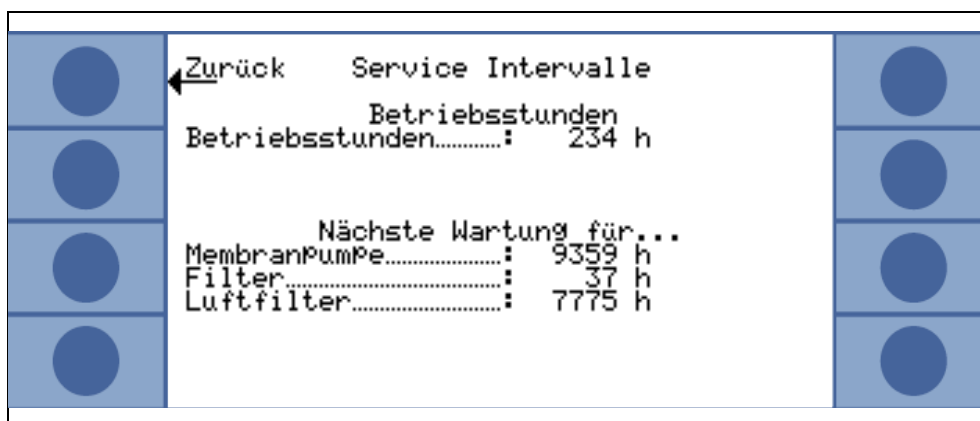 Zurück Service Intervalle
Betriebsstunden
Betriebsstunden............: 234 h
Nächste Wartung für...
Membranpumpe....................: 9359 h
Filter......................................: 37 h
Luftfilter..........................: 7775 h